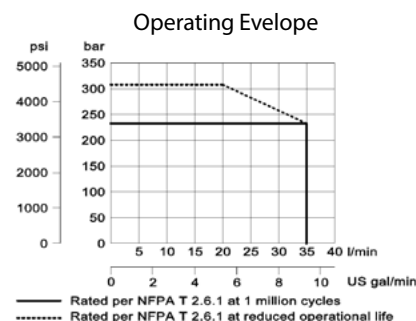 Operating Evelope
psi bar
5000 350
300
4000 250
3000 200
2000 150
100
1000 50
0 0
5 10 15 20 25 30 35 40 l/min
0 2 4 6 8 10 US gal/min
Rated per NFPA T 2.6.1 at 1 million cycles
Rated per NFPA T 2.6.1 at reduced operational life